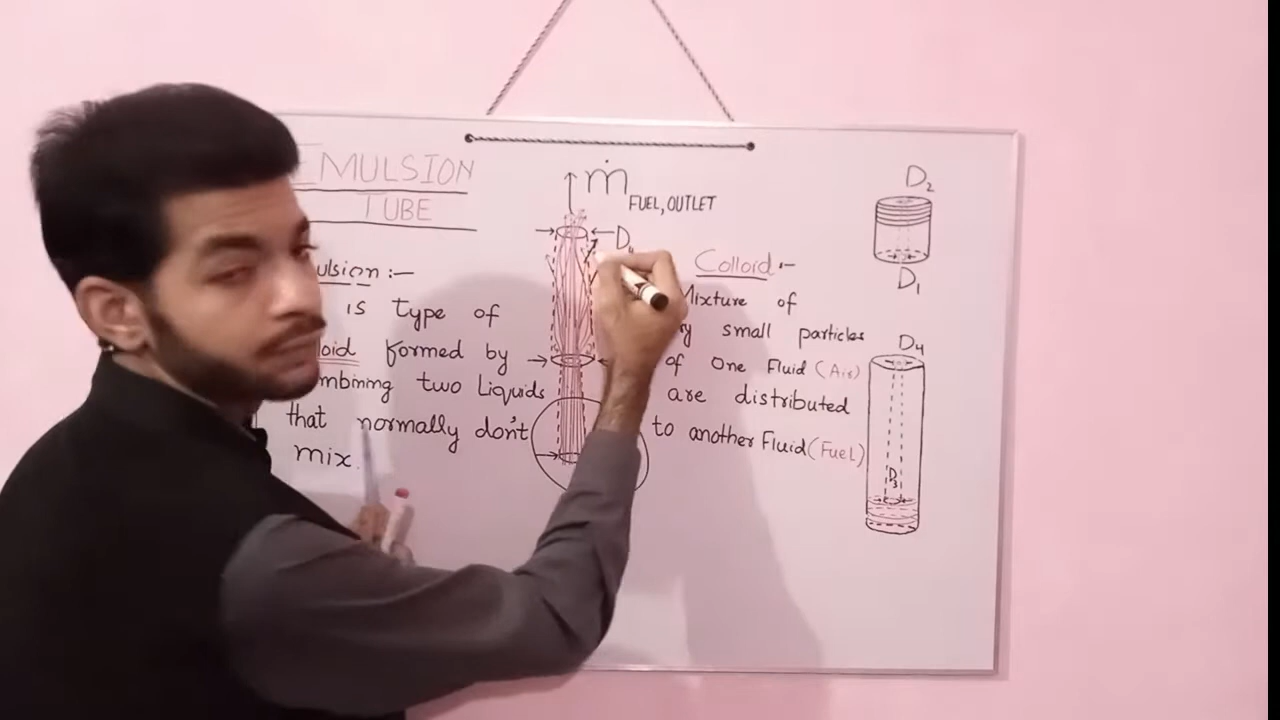 EMULSION
TUBE
ulsion :-
is type of
loid formed by
mbining two Liquids
that normally don't
mix.
ṁ
FUEL, OUTLET
D₄
Colloid :-
Mixture of
small particles
of one Fluid (Air)
are distributed
to another Fluid (Fuel)
D₂
D₁
D₄
D₃